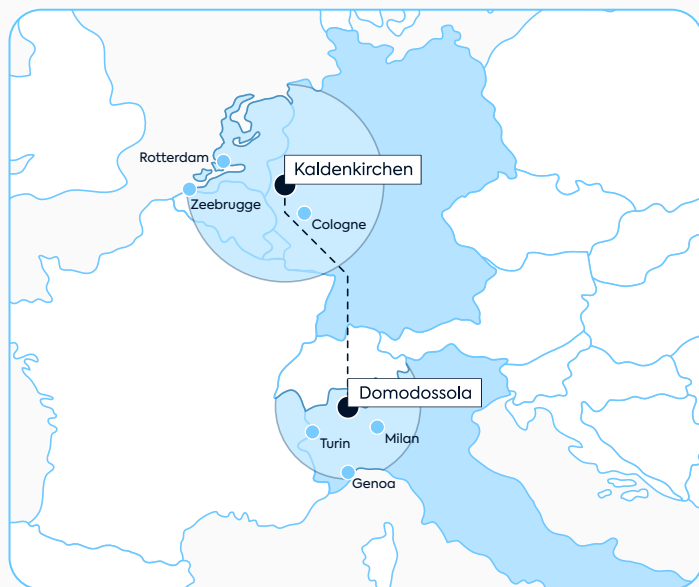 Rotterdam
Kaldenkirchen
Zeebrugge
Cologne
Domodossola
Turin
Milan
Genoa